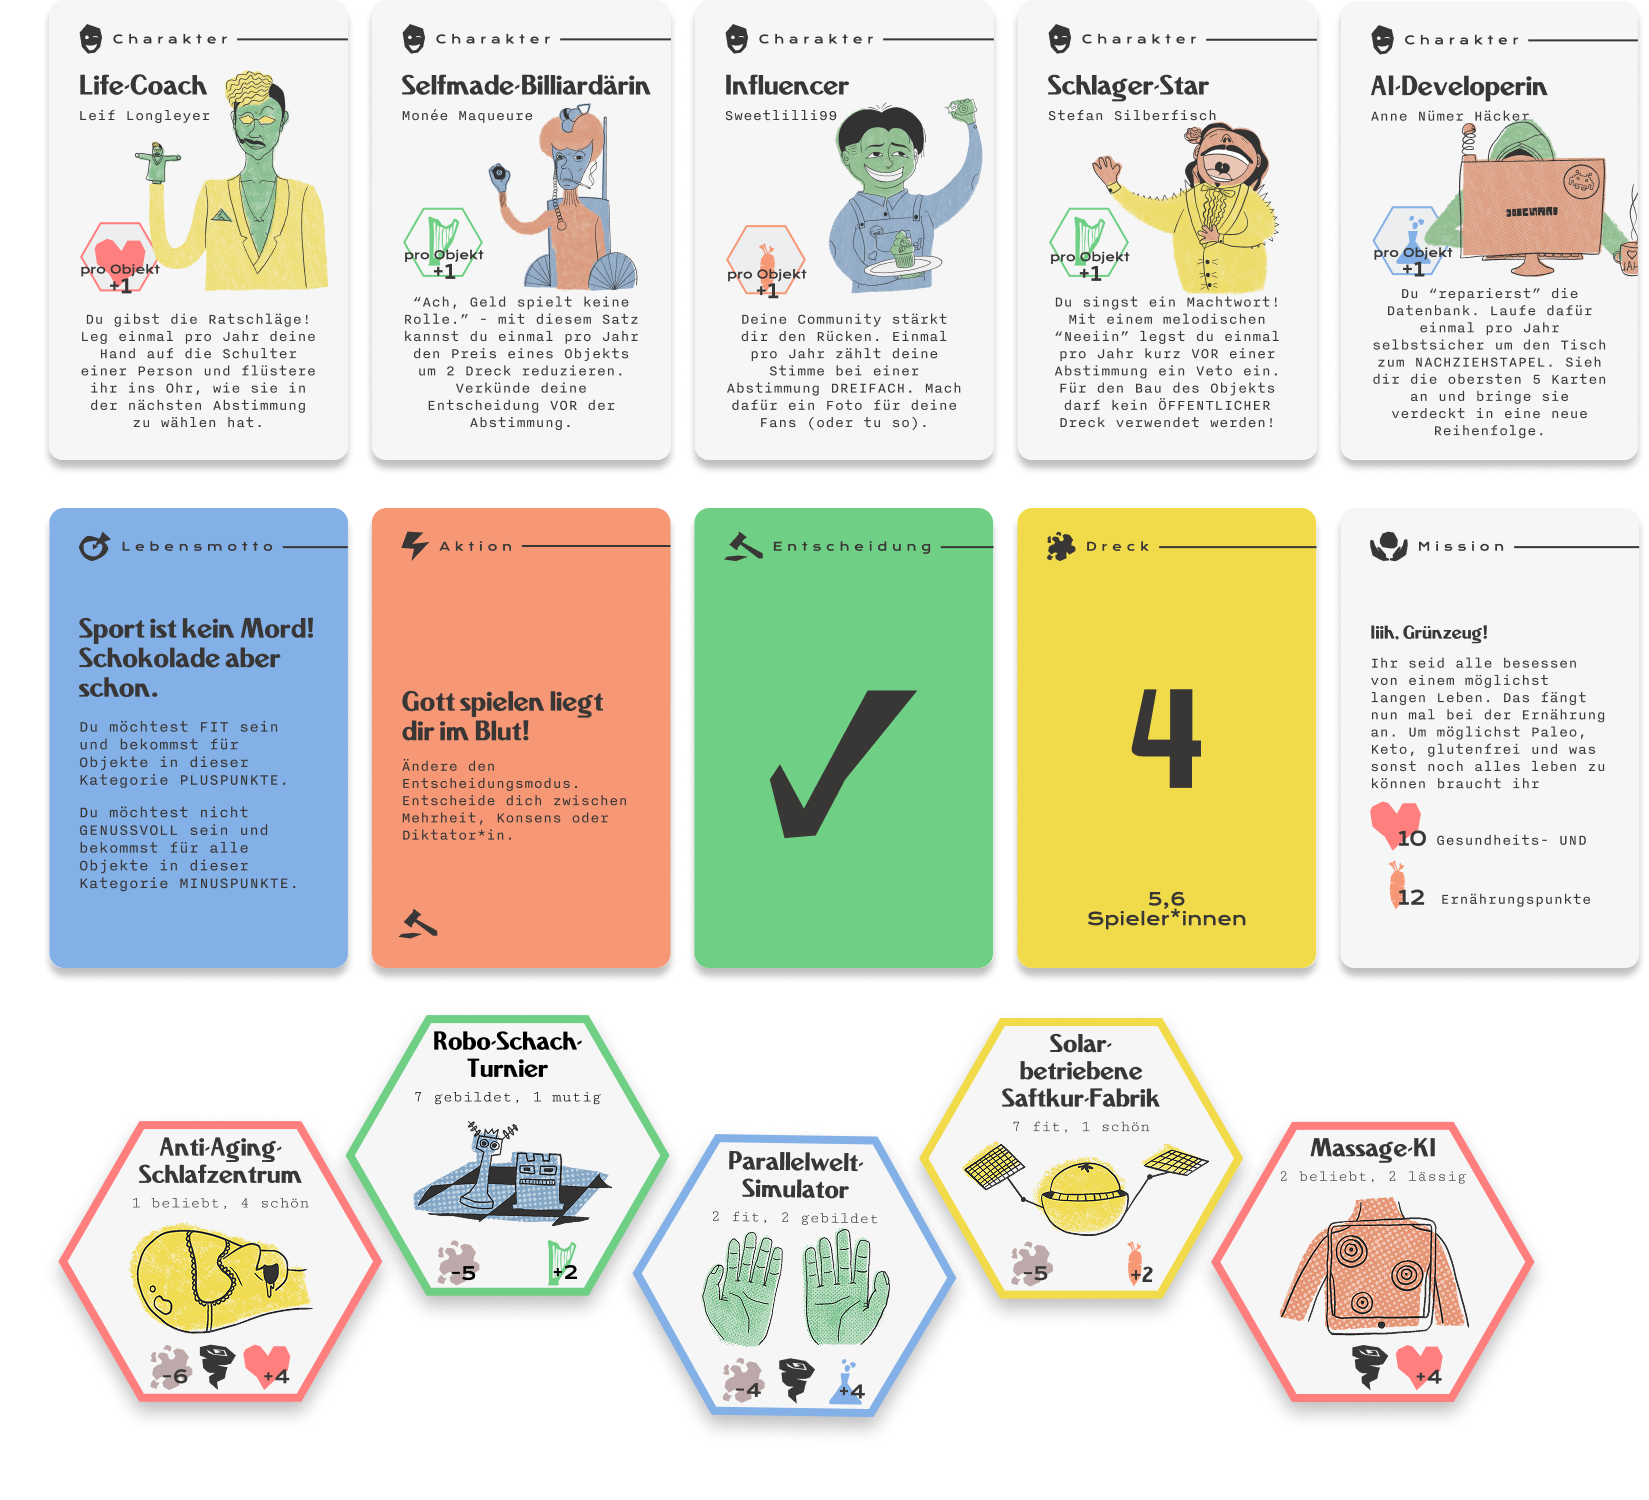 Charakter
Life-Coach
Leif Longleyer
pro Objekt
+1
Du gibst die Ratschläge!
Leg einmal pro Jahr deine
Hand auf die Schulter
einer Person und flüstere
ihr ins Ohr, wie sie in
der nächsten Abstimmung
zu wählen hat.
Charakter
Selfmade-Billiardärin
Monée Maqueure
pro Objekt
+1
“Ach, Geld spielt keine
Rolle.” - mit diesem Satz
kannst du einmal pro Jahr
den Preis eines Objekts
um 2 Dreck reduzieren.
Verkünde deine
Entscheidung VOR der
Abstimmung.
Charakter
Influencer
Sweetlilli99
pro Objekt
+1
Deine Community stärkt
dir den Rücken. Einmal
pro Jahr zählt deine
Stimme bei einer
Abstimmung DREIFACH. Mach
dafür ein Foto für deine
Fans (oder tu so).
Charakter
Schlager-Star
Stefan Silberfisch
pro Objekt
+1
Du singst ein Machtwort!
Mit einem melodischen
“Neeiin” legst du einmal
pro Jahr kurz VOR einer
Abstimmung ein Veto ein.
Für den Bau des Objekts
darf kein ÖFFENTLICHER
Dreck verwendet werden!
Charakter
AI-Developerin
Anne Nümer Häcker
pro Objekt
+1
Du “reparierst” die
Datenbank. Laufe dafür
einmal pro Jahr
selbstsicher um den Tisch
zum NACHZIEHSTAPEL. Sieh
dir die obersten 5 Karten
an und bringe sie
verdeckt in eine neue
Reihenfolge.
Lebensmotto
Sport ist kein Mord!
Schokolade aber
schon.
Du möchtest FIT sein
und bekommst für
Objekte in dieser
Kategorie PLUSPUNKTE.
Du möchtest nicht
GENUSSVOLL sein und
bekommst für alle
Objekte in dieser
Kategorie MINUSPUNKTE.
Aktion
Gott spielen liegt
dir im Blut!
Ändere den
Entscheidungsmodus.
Entscheide dich zwischen
Mehrheit, Konsens oder
Diktator*in.
Entscheidung
Dreck
4
5,6
Spieler*innen
Mission
Iiih, Grünzeug!
Ihr seid alle besessen
von einem möglichst
langen Leben. Das fängt
nun mal bei der Ernährung
an. Um möglichst Paleo,
Keto, glutenfrei und was
sonst noch alles leben zu
können braucht ihr
10 Gesundheits- UND
12 Ernährungspunkte
Anti-Aging-
Schlafzentrum
1 beliebt, 4 schön
-6
+4
Robo-Schach-
Turnier
7 gebildet, 1 mutig
-5
+2
Parallelwelt-
Simulator
2 fit, 2 gebildet
-4
+4
Solar-
betriebene
Saftkur-Fabrik
7 fit, 1 schön
-5
+2
Massage-KI
2 beliebt, 2 lässig
+4